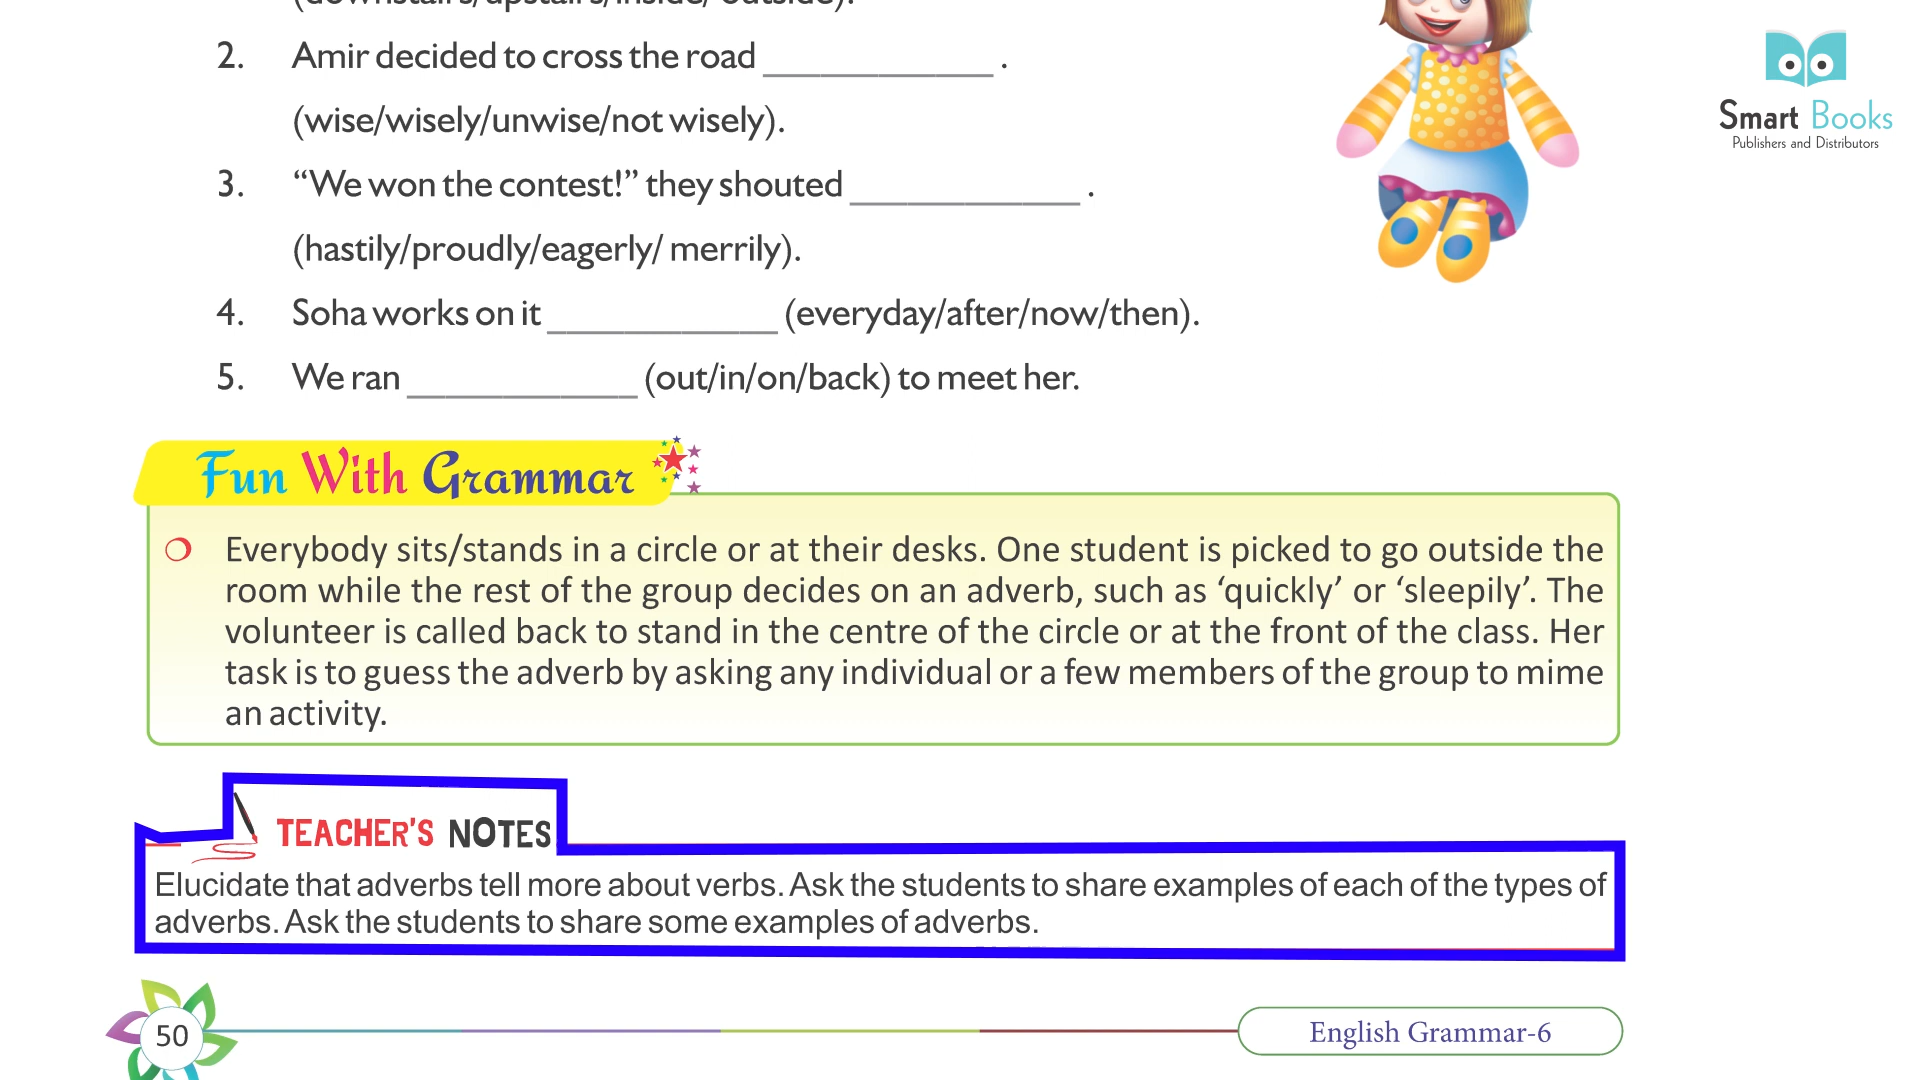 (downstairs/upstairs/inside/ outside).
2. Amir decided to cross the road ____________ .
(wise/wisely/unwise/not wisely).
3. “We won the contest!” they shouted ____________ .
(hastily/proudly/eagerly/ merrily).
4. Soha works on it ____________ (everyday/after/now/then).
5. We ran ____________ (out/in/on/back) to meet her.
Smart Books
Publishers and Distributors
Fun With Grammar
Everybody sits/stands in a circle or at their desks. One student is picked to go outside the
room while the rest of the group decides on an adverb, such as ‘quickly’ or ‘sleepily’. The
volunteer is called back to stand in the centre of the circle or at the front of the class. Her
task is to guess the adverb by asking any individual or a few members of the group to mime
an activity.
TEACHER'S NOTES
Elucidate that adverbs tell more about verbs. Ask the students to share examples of each of the types of
adverbs. Ask the students to share some examples of adverbs.
50
English Grammar-6